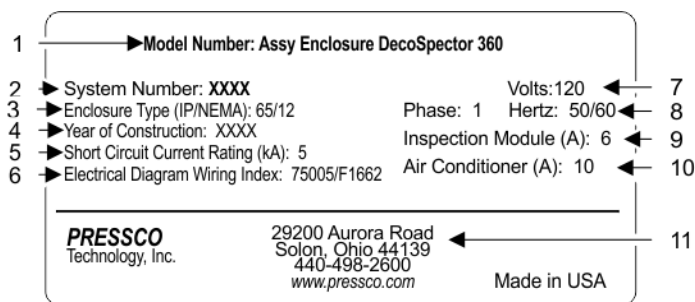 1 Model Number: Assy Enclosure DecoSpector 360
2 System Number: XXXX Volts:120 7
3 Enclosure Type (IP/NEMA): 65/12 Phase: 1 Hertz: 50/60 8
4 Year of Construction: XXXX Inspection Module (A): 6 9
5 Short Circuit Current Rating (kA): 5
6 Electrical Diagram Wiring Index: 75005/F1662 Air Conditioner (A): 10 10
PRESSCO
Technology, Inc.
29200 Aurora Road 11
Solon, Ohio 44139
440-498-2600
www.pressco.com
Made in USA